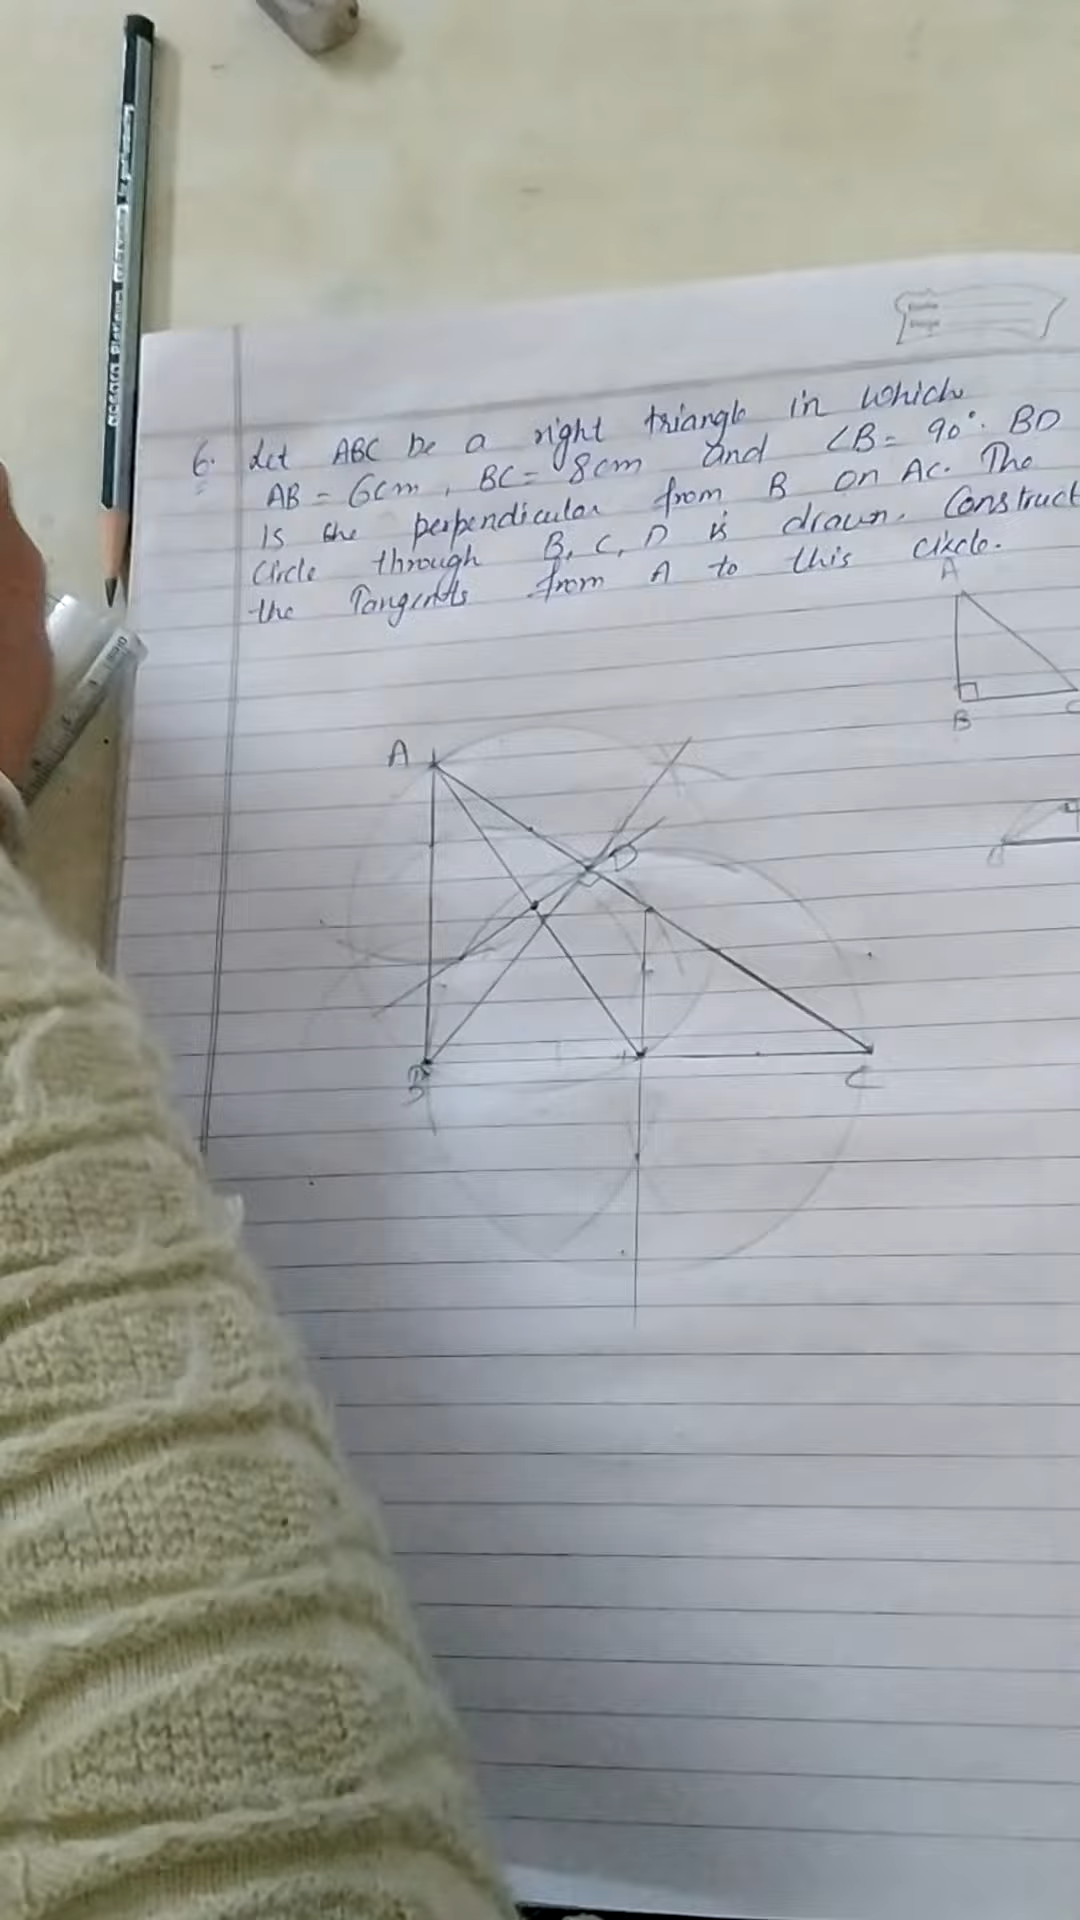 6. Let ABC be a right triangle in which
AB = 6cm, BC = 8cm and ∠B = 90°. BD
is the perpendicular from B on AC. The
Circle through B, C, D is drawn. Construct
the Tangents from A to this circle.
A
B
C
A
D
B
C